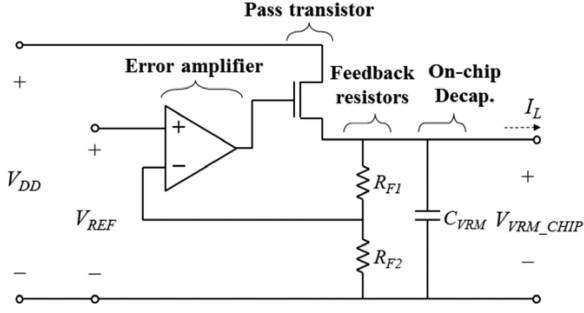 Pass transistor
Error amplifier
Feedback
resistors
On-chip
Decap.
I_L
+
+
−
+
−
V_DD
V_REF
R_F1
R_F2
C_VRM
V_VRM_CHIP
+
−
−
−